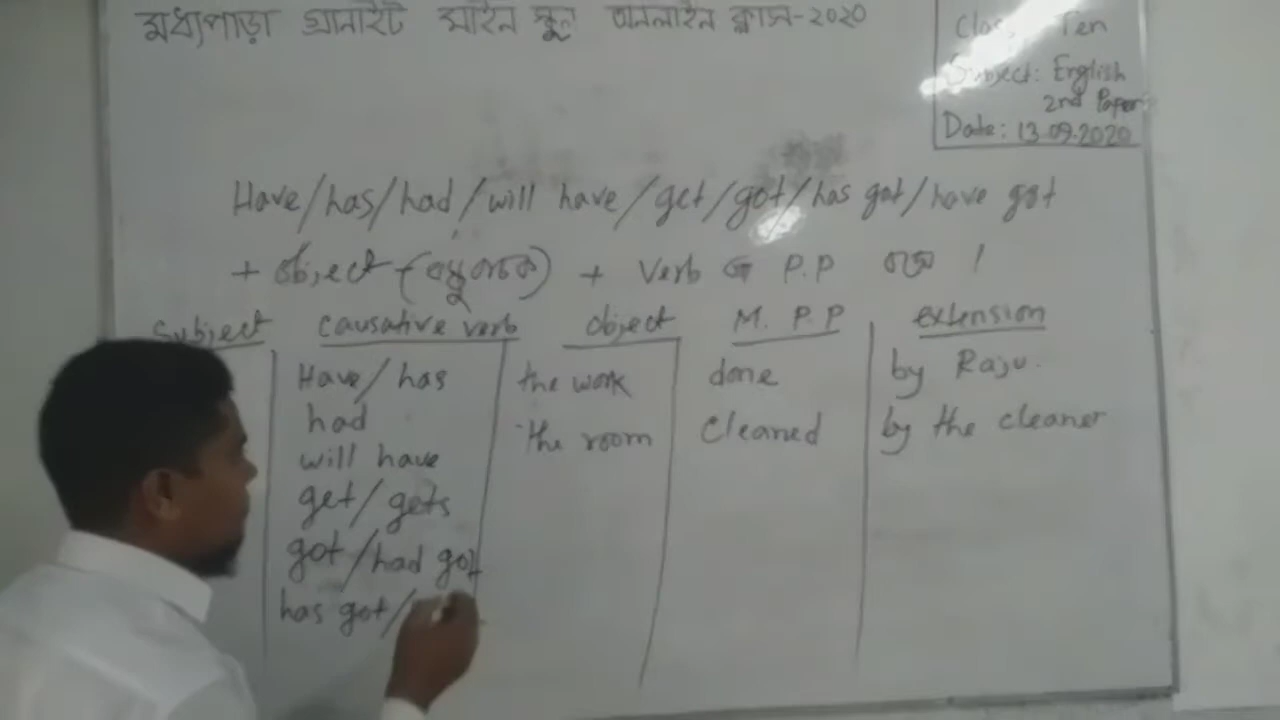 মধ্যপাড়া গ্রানাইট মাইন স্কুল অনলাইন ক্লাস-২০২০
Class Ten
Subject: English
2nd Paper
Date: 13.09.2020
Have/has/had/will have/get/got/has got/have got
+ object (বস্তুবাচক) + verb এর P.P হবে ।
Subject causative verb object M. P. P extension
Have/has the work done by Raju.
had the room cleaned by the cleaner
will have
get/gets
got/had got
has got/